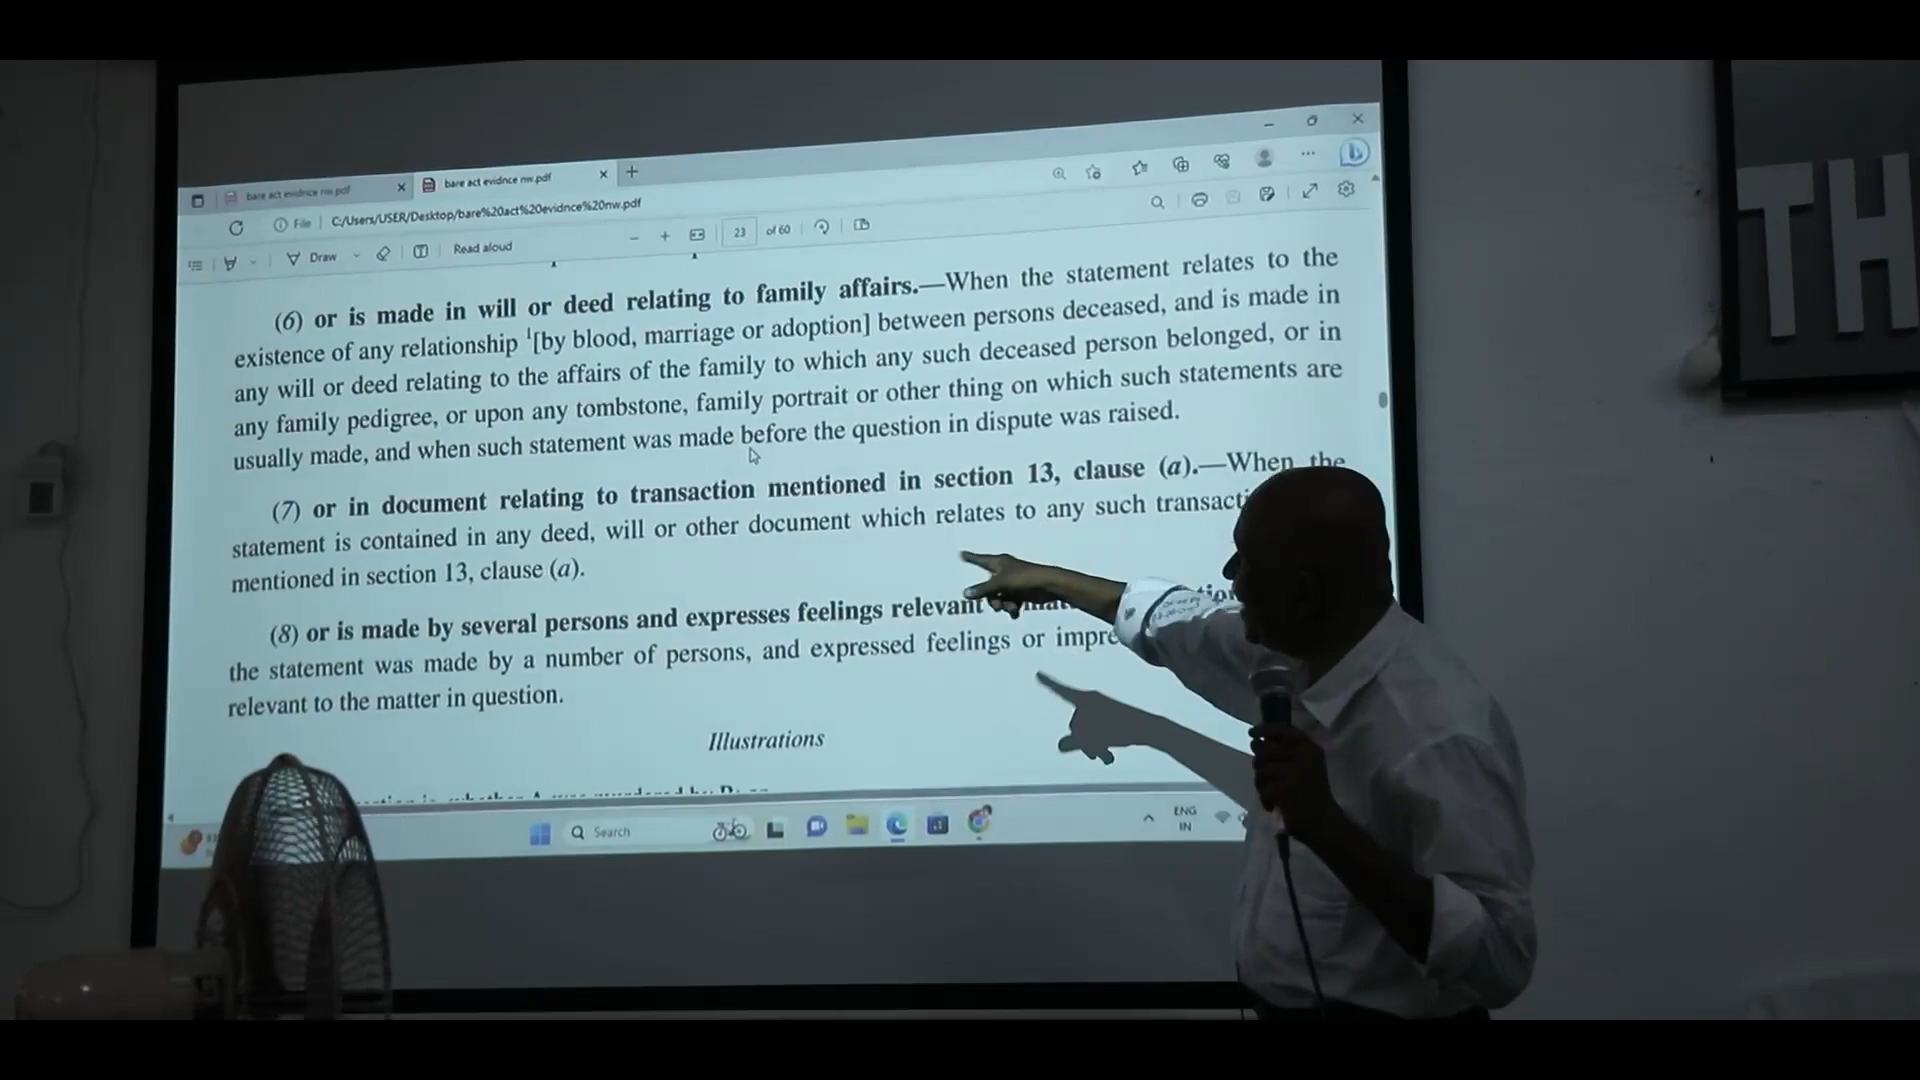 bare act evidnce nw.pdf
bare act evidnce nw.pdf
File C:/Users/USER/Desktop/bare%20act%20evidnce%20nw.pdf
Draw Read aloud 23 of 60
(6) or is made in will or deed relating to family affairs.—When the statement relates to the
existence of any relationship ¹[by blood, marriage or adoption] between persons deceased, and is made in
any will or deed relating to the affairs of the family to which any such deceased person belonged, or in
any family pedigree, or upon any tombstone, family portrait or other thing on which such statements are
usually made, and when such statement was made before the question in dispute was raised.
(7) or in document relating to transaction mentioned in section 13, clause (a).—When the
statement is contained in any deed, will or other document which relates to any such
mentioned in section 13, clause (a).
(8) or is made by several persons and expresses feelings relevant
the statement was made by a number of persons, and expressed feelings or
relevant to the matter in question.
Illustrations
Search
ENG
IN
TH